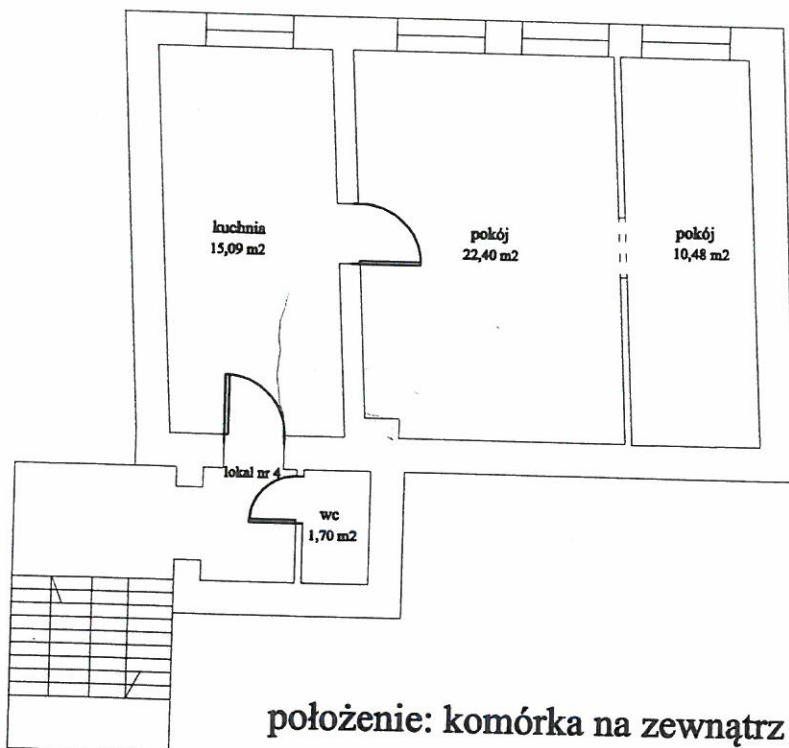 kuchnia
15,09 m2
pokój
22,40 m2
pokój
10,48 m2
lokal nr 4
wc
1,70 m2
położenie: komórka na zewnątrz